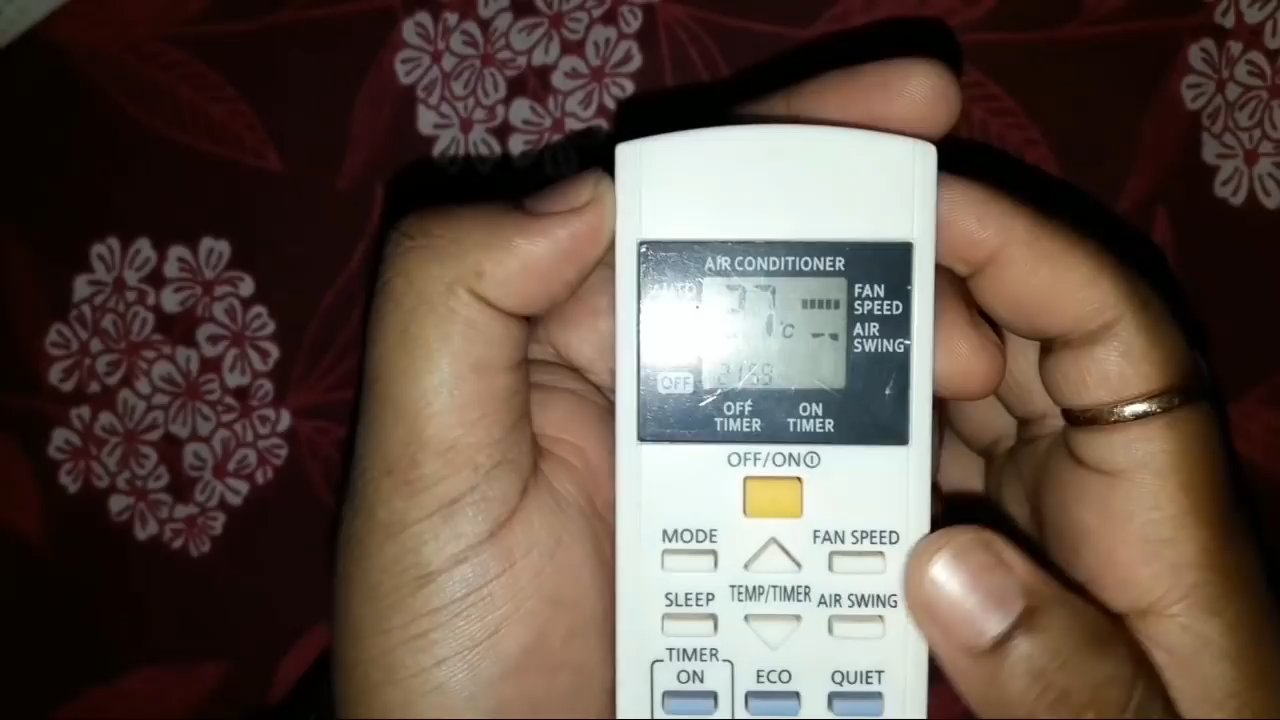 AIR CONDITIONER
AUTO
27°C
FAN
SPEED
AIR
SWING
OFF
OFF
TIMER
ON
TIMER
OFF/ON
MODE
FAN SPEED
TEMP/TIMER
SLEEP
AIR SWING
TIMER
ON
ECO
QUIET